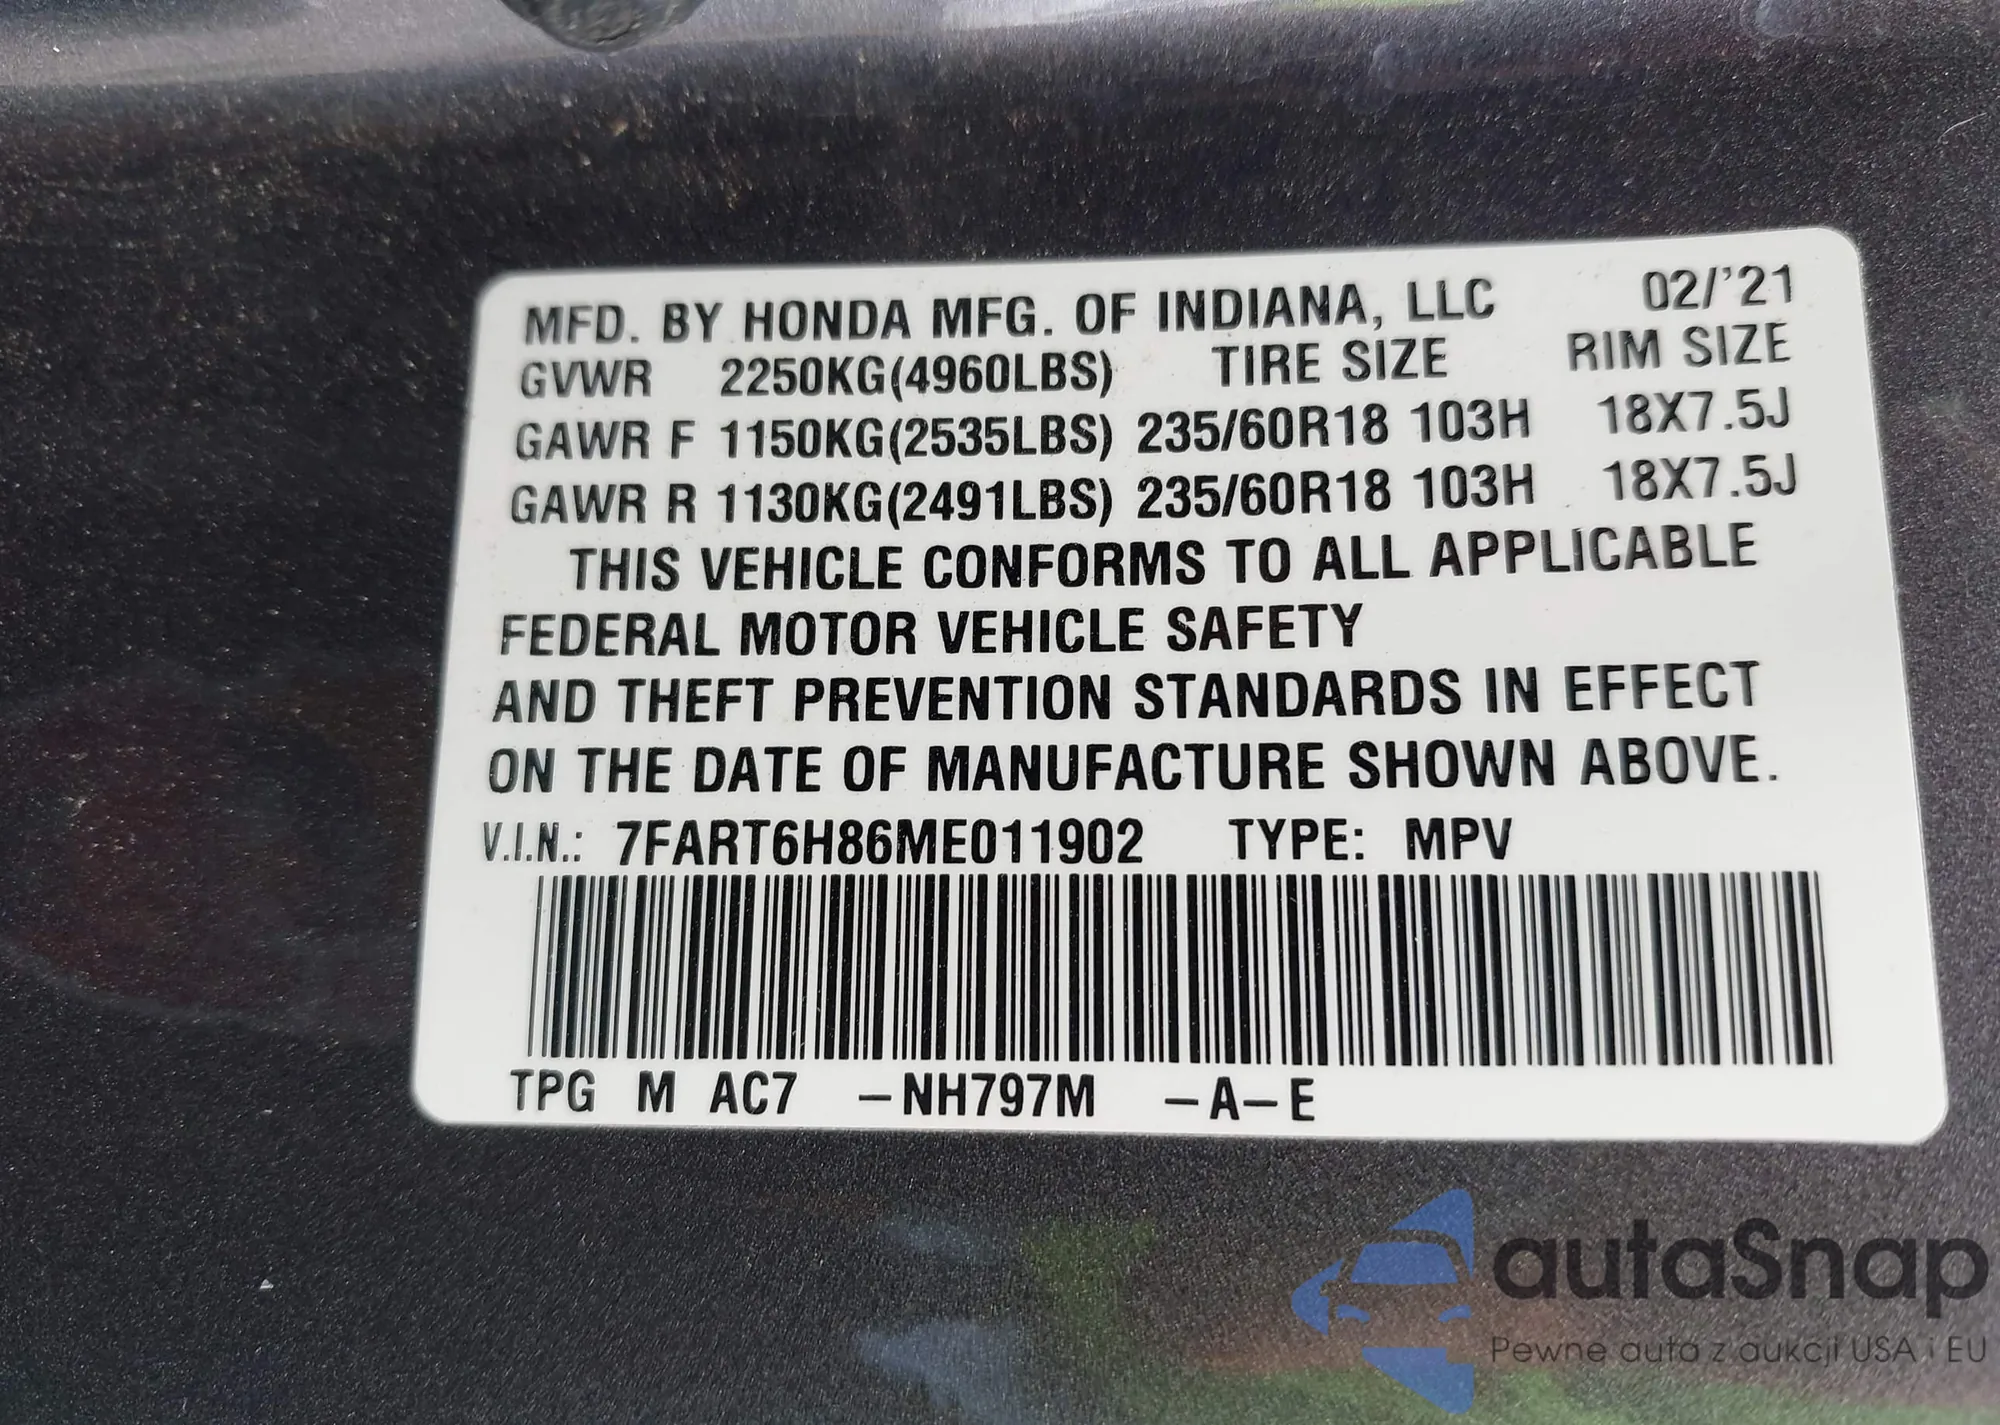 MFD. BY HONDA MFG. OF INDIANA, LLC 02/'21
GVWR 2250KG(4960LBS) TIRE SIZE RIM SIZE
GAWR F 1150KG(2535LBS) 235/60R18 103H 18X7.5J
GAWR R 1130KG(2491LBS) 235/60R18 103H 18X7.5J
THIS VEHICLE CONFORMS TO ALL APPLICABLE
FEDERAL MOTOR VEHICLE SAFETY
AND THEFT PREVENTION STANDARDS IN EFFECT
ON THE DATE OF MANUFACTURE SHOWN ABOVE.
V.I.N.: 7FART6H86ME011902 TYPE: MPV
TPG M AC7 -NH797M -A-E
autaSnap
Pewne auta z aukcji USA i EU